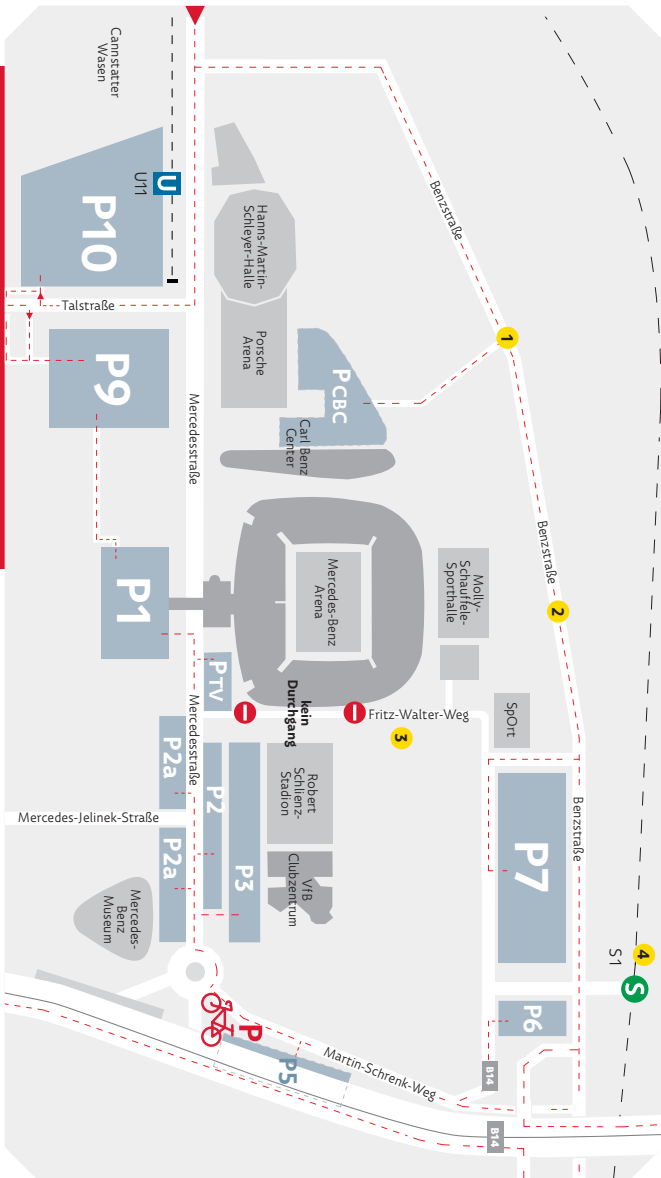 Cannstatter
Wasen
U
U11
P10
Talstraße
P9
Hanns-Martin-
Schleyer-Halle
Porsche
Arena
P CBC
Carl Benz
Center
Benzstraße
1
Mercedesstraße
P1
Mercedes-Benz
Arena
Molly-
Schauffele-
Sporthalle
Benzstraße
2
PTV
kein
Durchgang
Fritz-Walter-Weg
3
SpOrt
Mercedesstraße
P2a
P2
P3
Robert
Schlienz-
Stadion
Benzstraße
P7
Mercedes-Jelinek-Straße
P2a
VfB
Clubzentrum
Mercedes-
Benz
Museum
S1
4
S
P6
P
P5
Martin-Schrenk-Weg
B14
B14